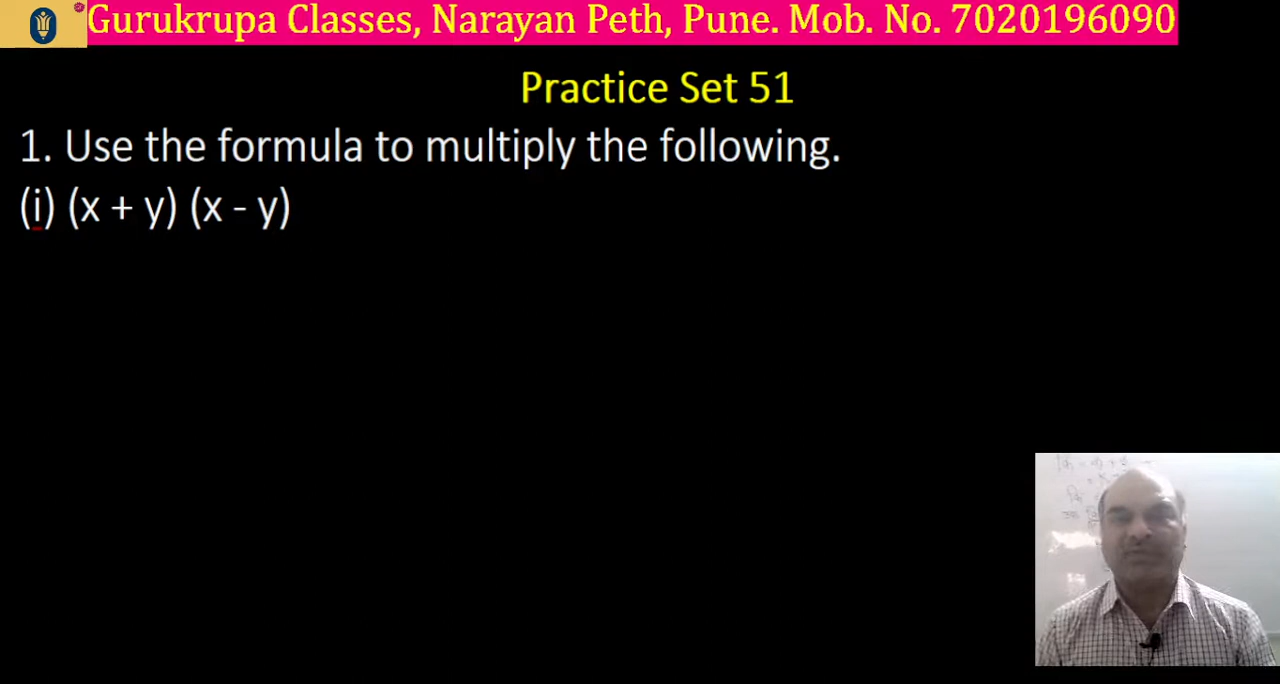 Gurukrupa Classes, Narayan Peth, Pune. Mob. No. 7020196090
Practice Set 51
1. Use the formula to multiply the following.
(i) (x + y) (x - y)